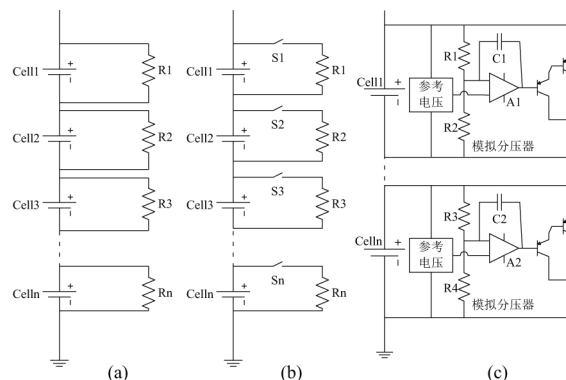 Cell1
+
-
R1
Cell2
+
-
R2
Cell3
+
-
R3
Celln
+
-
Rn
(a)
S1
Cell1
+
-
R1
S2
Cell2
+
-
R2
S3
Cell3
+
-
R3
Sn
Celln
+
-
Rn
(b)
R1
C1
Cell1
+
-
参考
电压
A1
R2
模拟分压器
R3
C2
Celln
+
-
参考
电压
A2
R4
模拟分压器
(c)